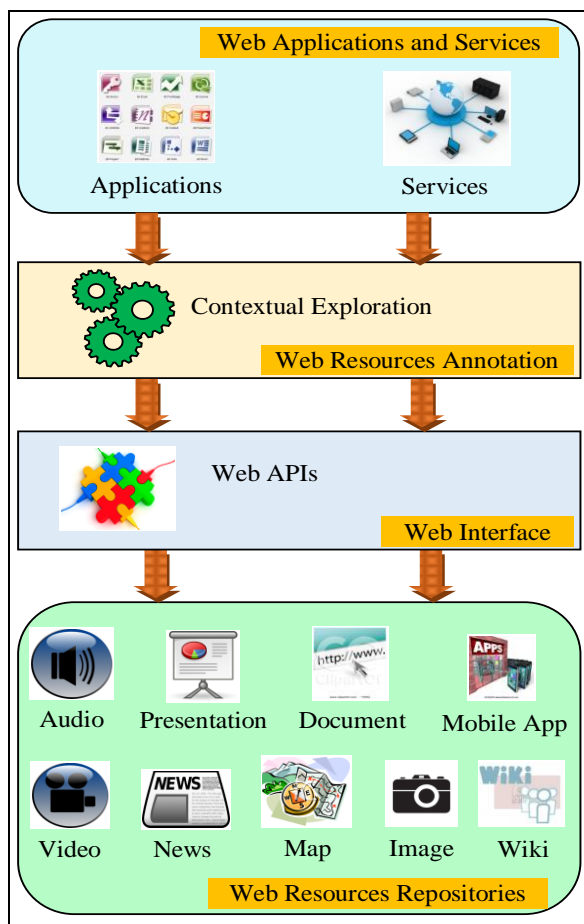 Web Applications and Services
Applications
Services
Contextual Exploration
Web Resources Annotation
Web APIs
Web Interface
http://www.
APPS
Audio
Presentation
Document
Mobile App
NEWS
WiKi
Video
News
Map
Image
Wiki
Web Resources Repositories